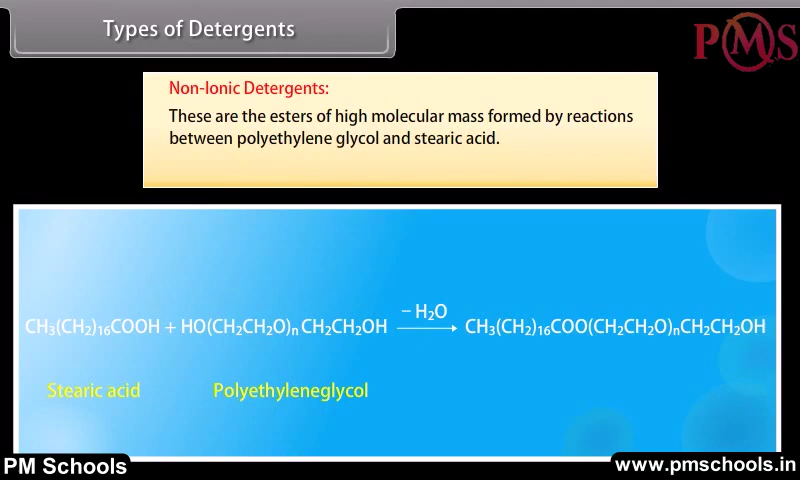 Types of Detergents
PMS
Non-Ionic Detergents:
These are the esters of high molecular mass formed by reactions
between polyethylene glycol and stearic acid.
− H₂O
CH₃(CH₂)₁₆COOH + HO(CH₂CH₂O)ₙ CH₂CH₂OH ⟶ CH₃(CH₂)₁₆COO(CH₂CH₂O)ₙCH₂CH₂OH
Stearic acid Polyethyleneglycol
PM Schools www.pmschools.in